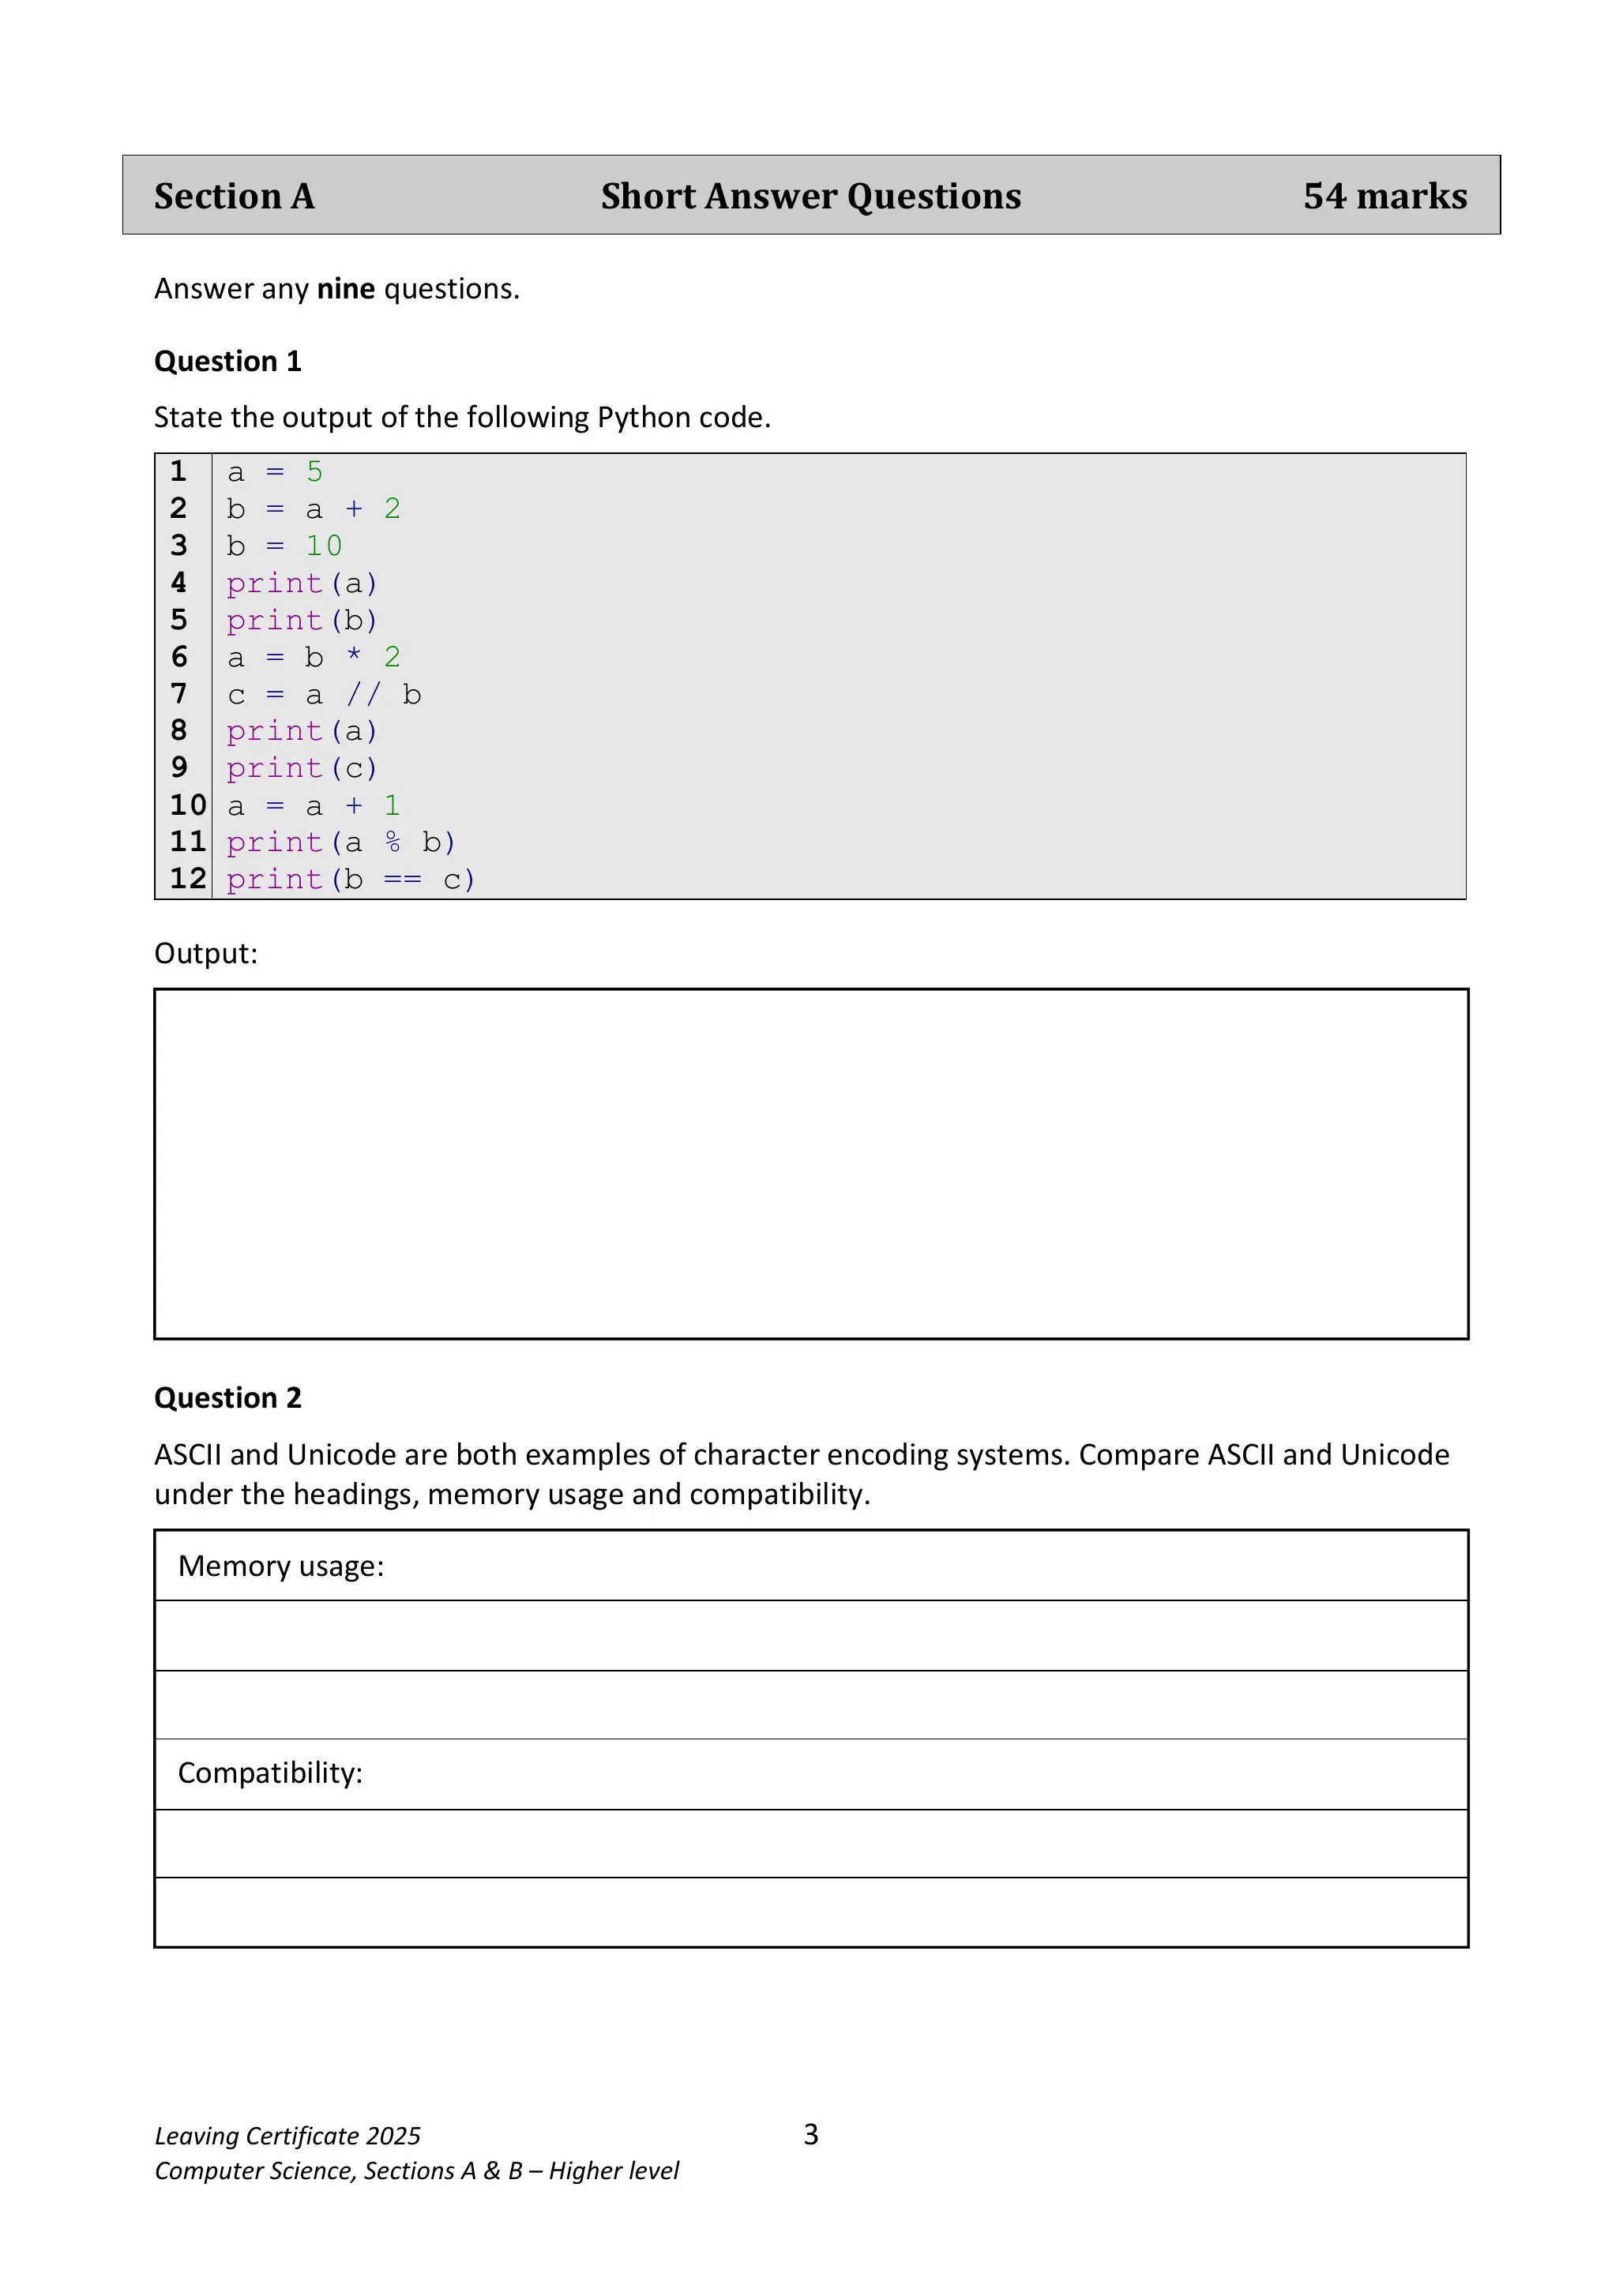 Section A Short Answer Questions 54 marks
Answer any nine questions.
Question 1
State the output of the following Python code.
1 a = 5
2 b = a + 2
3 b = 10
4 print(a)
5 print(b)
6 a = b * 2
7 c = a // b
8 print(a)
9 print(c)
10 a = a + 1
11 print(a % b)
12 print(b == c)
Output:
Question 2
ASCII and Unicode are both examples of character encoding systems. Compare ASCII and Unicode
under the headings, memory usage and compatibility.
Memory usage:
Compatibility:
Leaving Certificate 2025 3
Computer Science, Sections A & B – Higher level